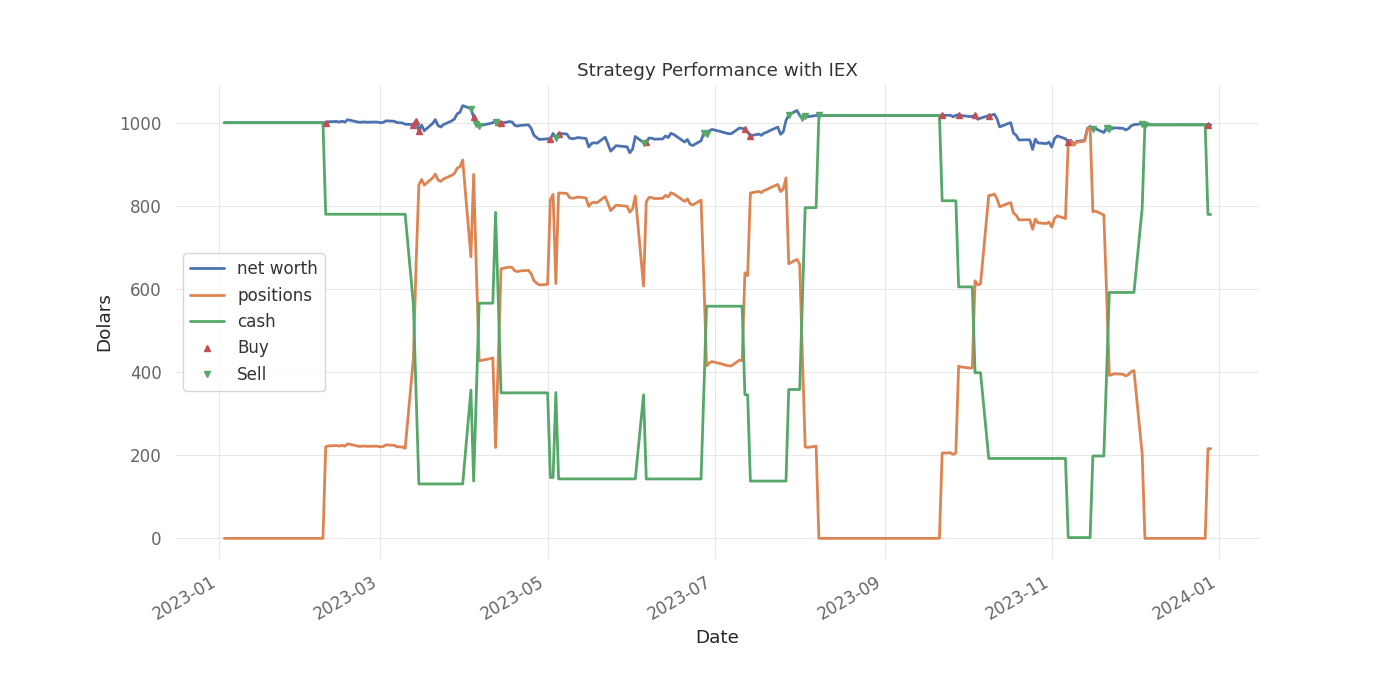 Strategy Performance with IEX
Dolars
1000
800
600
400
200
0
net worth
positions
cash
Buy
Sell
2023-01
2023-03
2023-05
2023-07
2023-09
2023-11
2024-01
Date